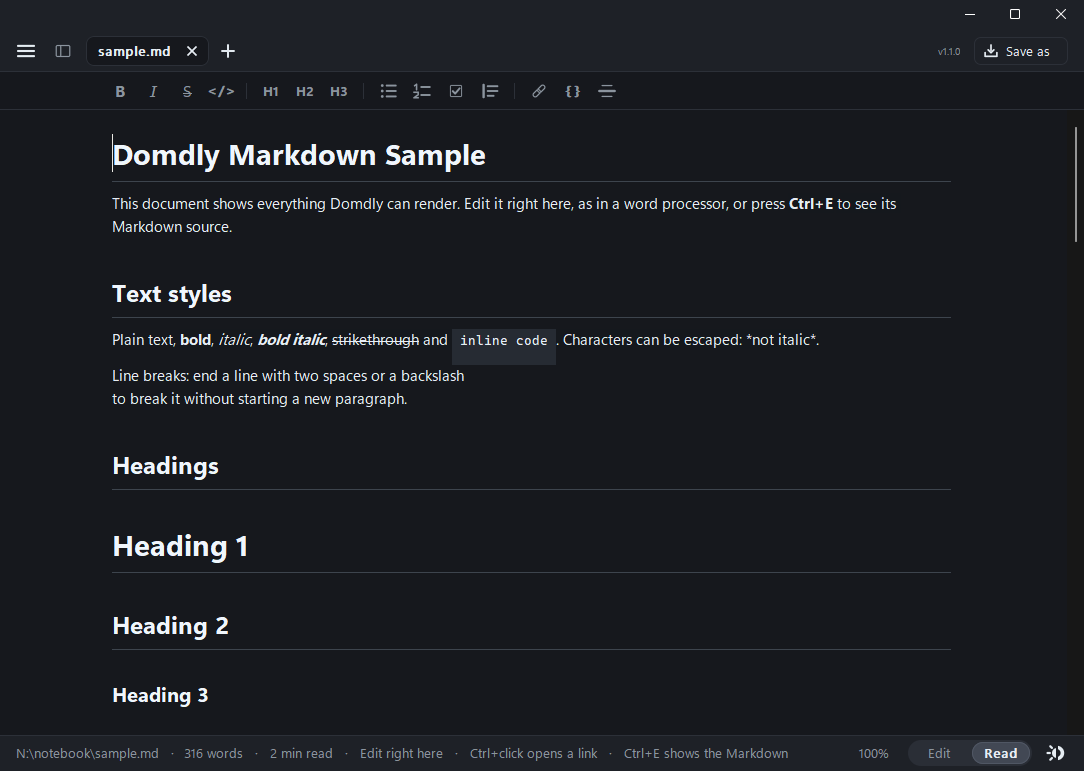 sample.md
v1.1.0
Save as
B I S </> H1 H2 H3 {}
Domdly Markdown Sample
This document shows everything Domdly can render. Edit it right here, as in a word processor, or press Ctrl+E to see its
Markdown source.
Text styles
Plain text, bold, italic, bold italic, strikethrough and inline code. Characters can be escaped: *not italic*.
Line breaks: end a line with two spaces or a backslash
to break it without starting a new paragraph.
Headings
Heading 1
Heading 2
Heading 3
N:\notebook\sample.md · 316 words · 2 min read · Edit right here · Ctrl+click opens a link · Ctrl+E shows the Markdown
100%
Edit
Read